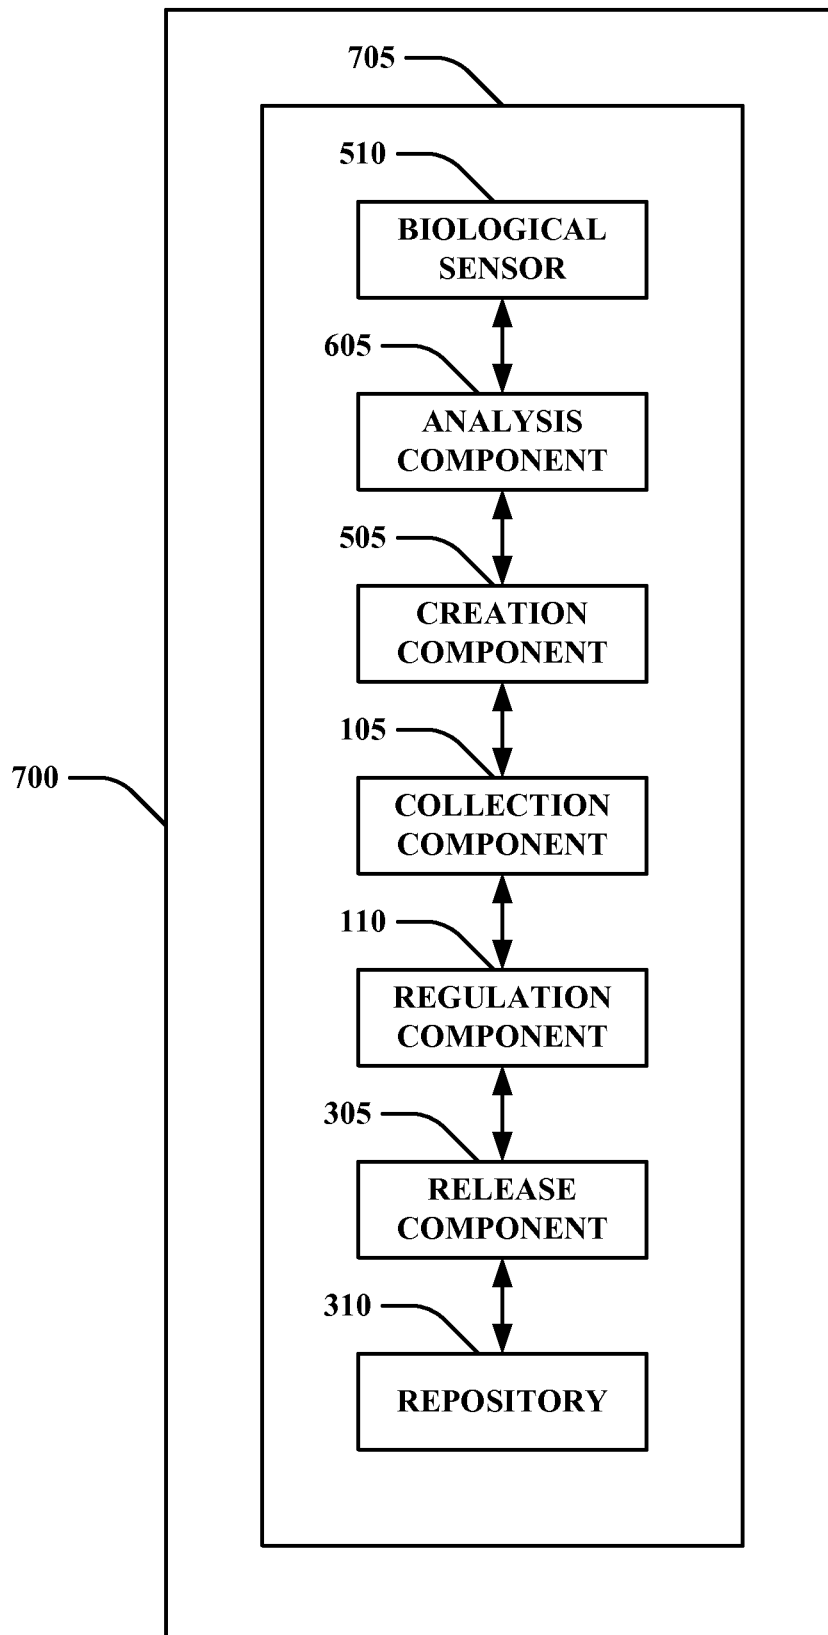 705
510
BIOLOGICAL
SENSOR
605
ANALYSIS
COMPONENT
505
CREATION
COMPONENT
105
700
COLLECTION
COMPONENT
110
REGULATION
COMPONENT
305
RELEASE
COMPONENT
310
REPOSITORY